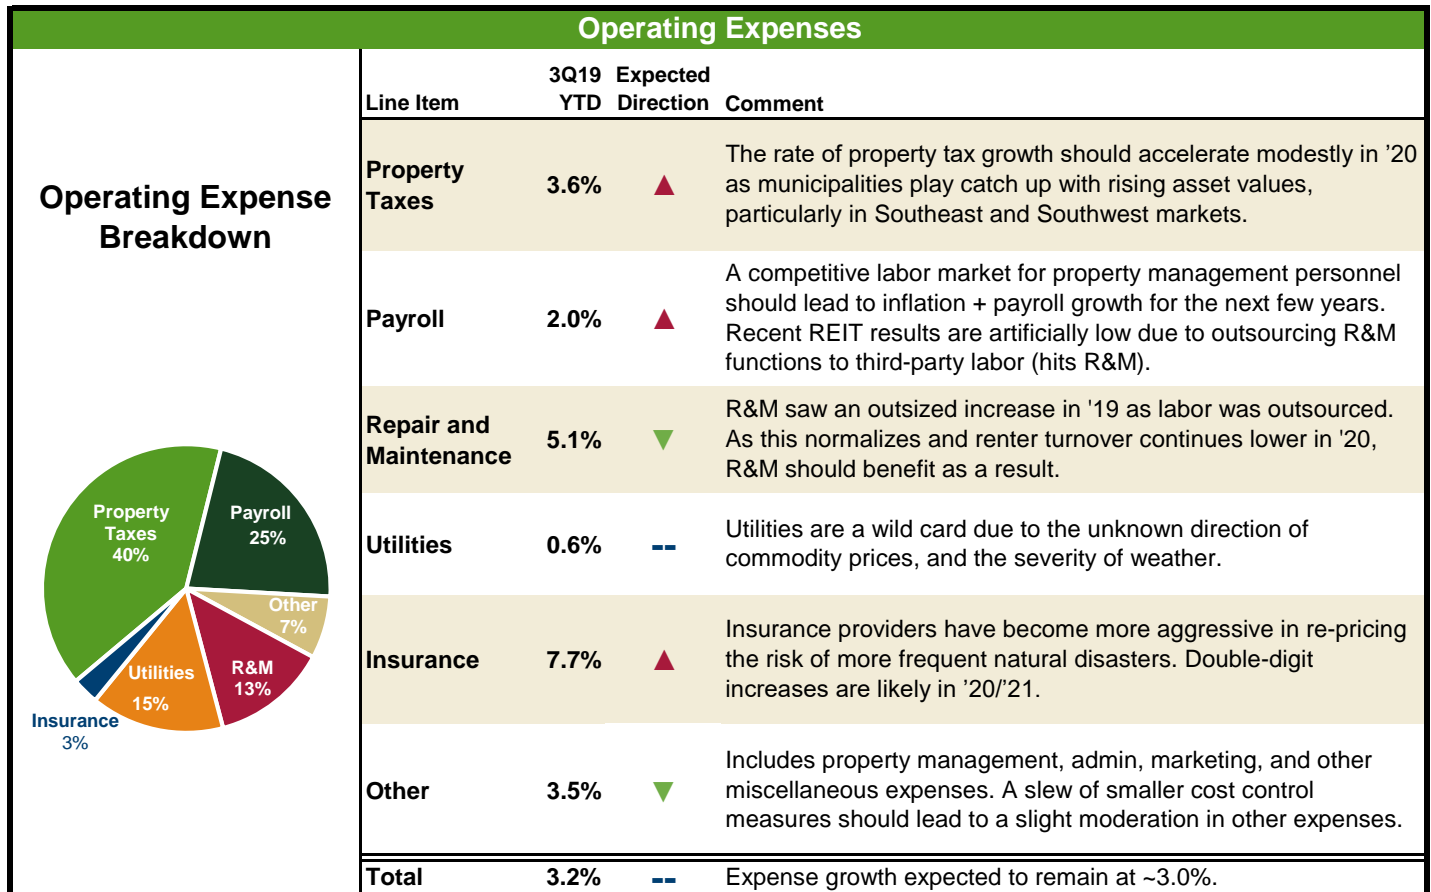 Operating Expenses
Operating Expense
Breakdown
Property
Taxes
40%
Payroll
25%
Other
7%
R&M
13%
Utilities
15%
Insurance
3%
3Q19 Expected
Line Item YTD Direction Comment
Property
Taxes
3.6% ▲
The rate of property tax growth should accelerate modestly in ’20
as municipalities play catch up with rising asset values,
particularly in Southeast and Southwest markets.
Payroll 2.0% ▲
A competitive labor market for property management personnel
should lead to inflation + payroll growth for the next few years.
Recent REIT results are artificially low due to outsourcing R&M
functions to third-party labor (hits R&M).
Repair and
Maintenance
5.1% ▼
R&M saw an outsized increase in '19 as labor was outsourced.
As this normalizes and renter turnover continues lower in '20,
R&M should benefit as a result.
Utilities 0.6% --
Utilities are a wild card due to the unknown direction of
commodity prices, and the severity of weather.
Insurance 7.7% ▲
Insurance providers have become more aggressive in re-pricing
the risk of more frequent natural disasters. Double-digit
increases are likely in ’20/’21.
Other 3.5% ▼
Includes property management, admin, marketing, and other
miscellaneous expenses. A slew of smaller cost control
measures should lead to a slight moderation in other expenses.
Total 3.2% -- Expense growth expected to remain at ~3.0%.